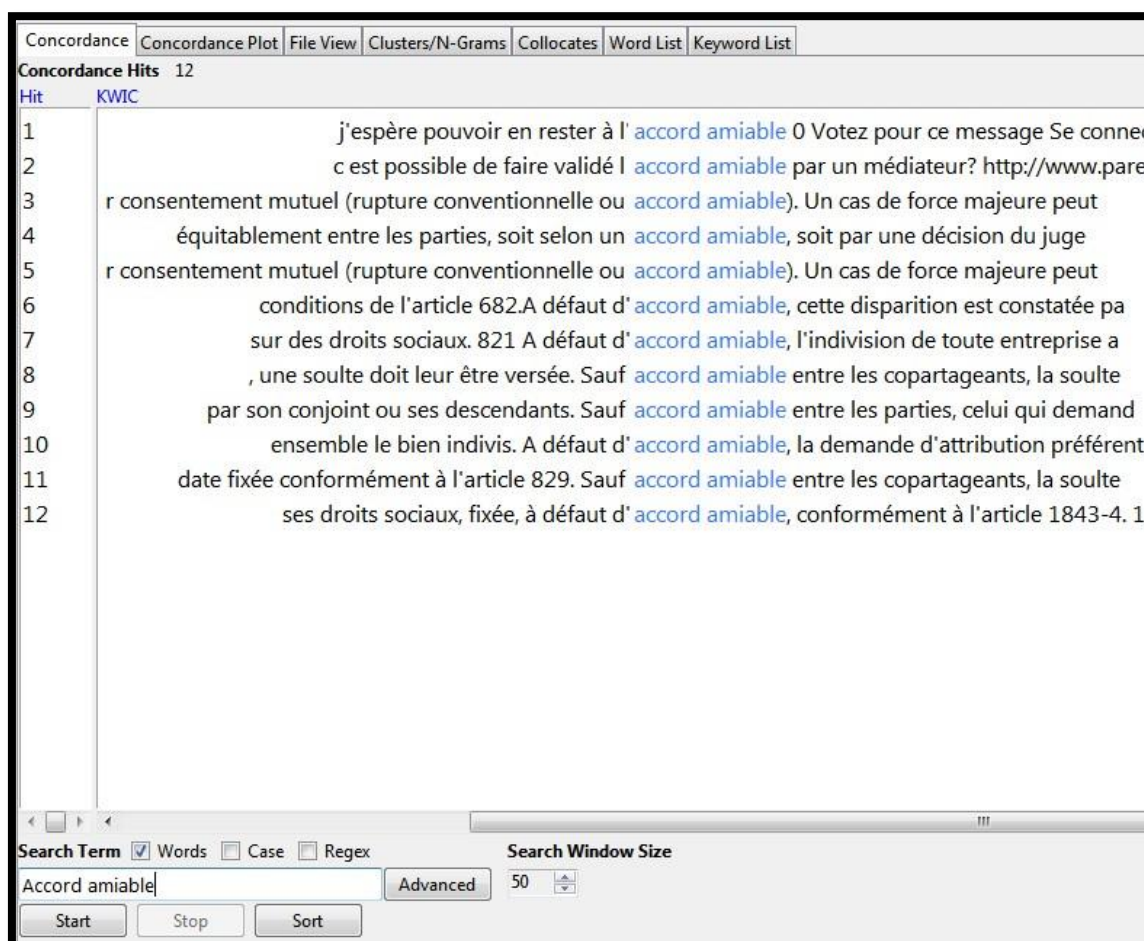 Concordance Concordance Plot File View Clusters/N-Grams Collocates Word List Keyword List
Concordance Hits 12
Hit KWIC
1 j'espère pouvoir en rester à l' accord amiable 0 Votez pour ce message Se connec
2 c est possible de faire validé l accord amiable par un médiateur? http://www.pare
3 r consentement mutuel (rupture conventionnelle ou accord amiable). Un cas de force majeure peut
4 équitablement entre les parties, soit selon un accord amiable, soit par une décision du juge
5 r consentement mutuel (rupture conventionnelle ou accord amiable). Un cas de force majeure peut
6 conditions de l'article 682.A défaut d' accord amiable, cette disparition est constatée pa
7 sur des droits sociaux. 821 A défaut d' accord amiable, l'indivision de toute entreprise a
8 , une soulte doit leur être versée. Sauf accord amiable entre les copartageants, la soulte
9 par son conjoint ou ses descendants. Sauf accord amiable entre les parties, celui qui demand
10 ensemble le bien indivis. A défaut d' accord amiable, la demande d'attribution préférent
11 date fixée conformément à l'article 829. Sauf accord amiable entre les copartageants, la soulte
12 ses droits sociaux, fixée, à défaut d' accord amiable, conformément à l'article 1843-4. 1
Search Term Words Case Regex Search Window Size
Accord amiable Advanced 50
Start Stop Sort